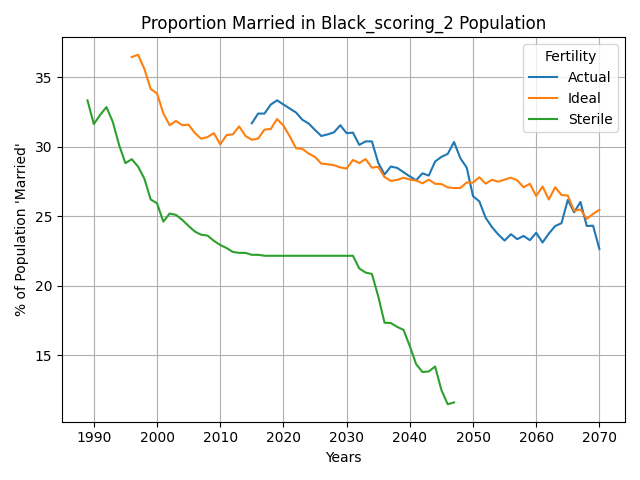 Proportion Married in Black_scoring_2 Population
Fertility
Actual
Ideal
Sterile
% of Population 'Married'
35
30
25
20
15
1990 2000 2010 2020 2030 2040 2050 2060 2070
Years